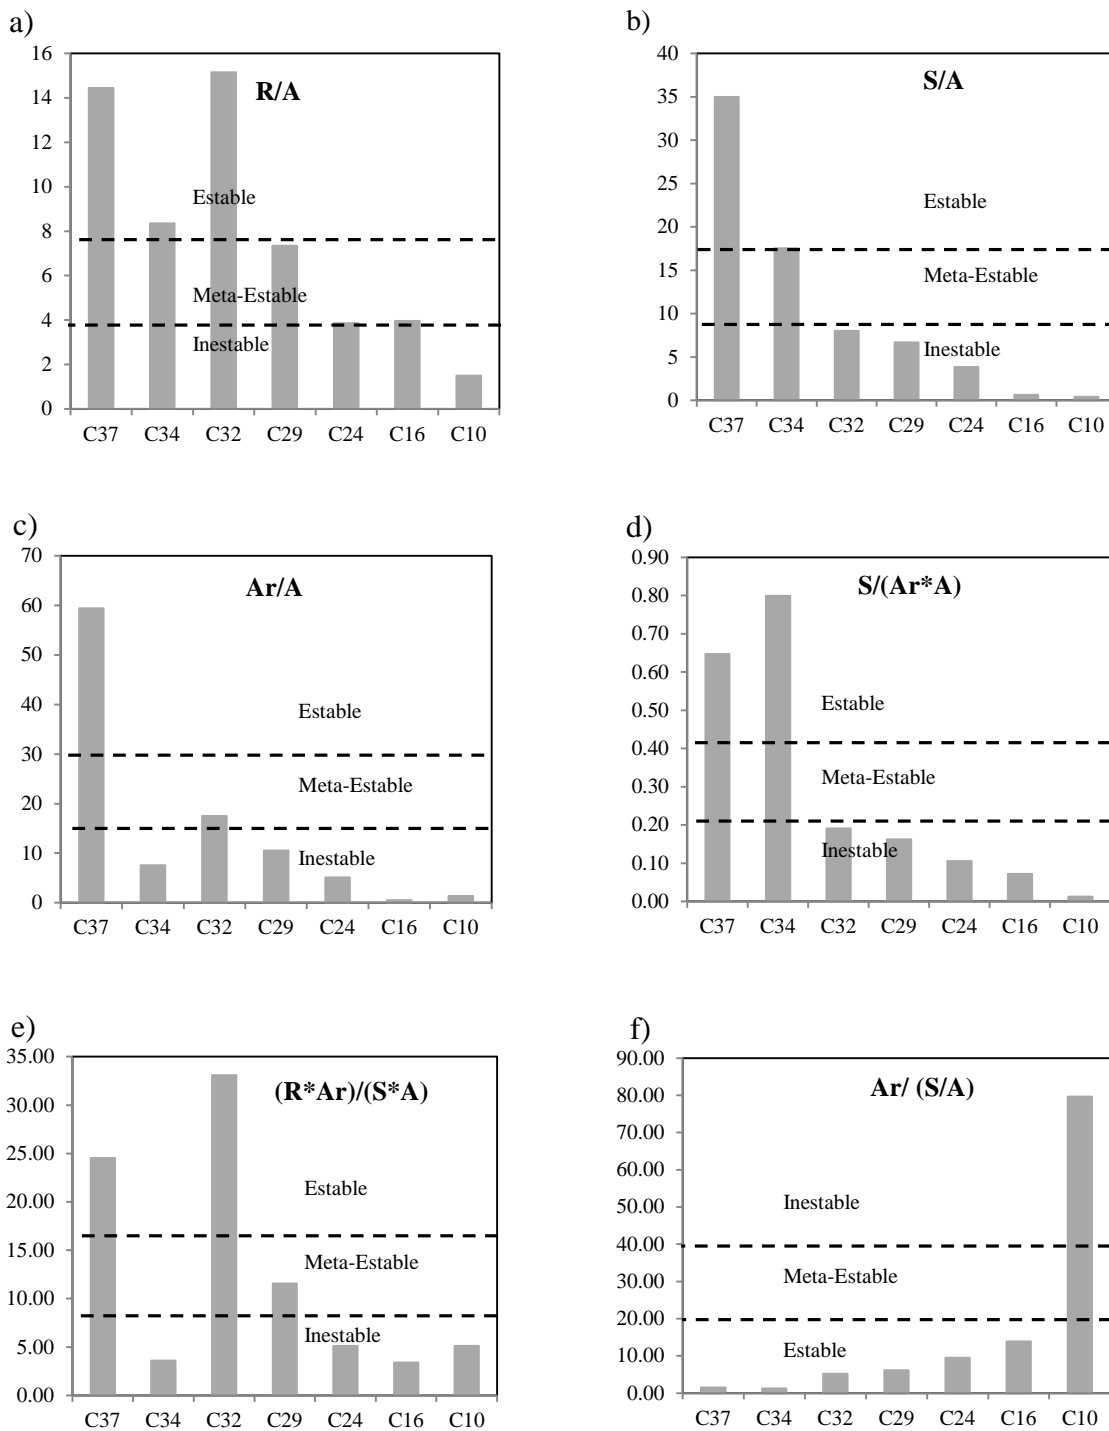 a)
R/A
16
14
12
10
8
6
4
2
0
Estable
Meta-Estable
Inestable
C37 C34 C32 C29 C24 C16 C10
b)
S/A
40
35
30
25
20
15
10
5
0
Estable
Meta-Estable
Inestable
C37 C34 C32 C29 C24 C16 C10
c)
Ar/A
70
60
50
40
30
20
10
0
Estable
Meta-Estable
Inestable
C37 C34 C32 C29 C24 C16 C10
d)
S/(Ar*A)
0.90
0.80
0.70
0.60
0.50
0.40
0.30
0.20
0.10
0.00
Estable
Meta-Estable
Inestable
C37 C34 C32 C29 C24 C16 C10
e)
(R*Ar)/(S*A)
35.00
30.00
25.00
20.00
15.00
10.00
5.00
0.00
Estable
Meta-Estable
Inestable
C37 C34 C32 C29 C24 C16 C10
f)
Ar/ (S/A)
90.00
80.00
70.00
60.00
50.00
40.00
30.00
20.00
10.00
0.00
Inestable
Meta-Estable
Estable
C37 C34 C32 C29 C24 C16 C10